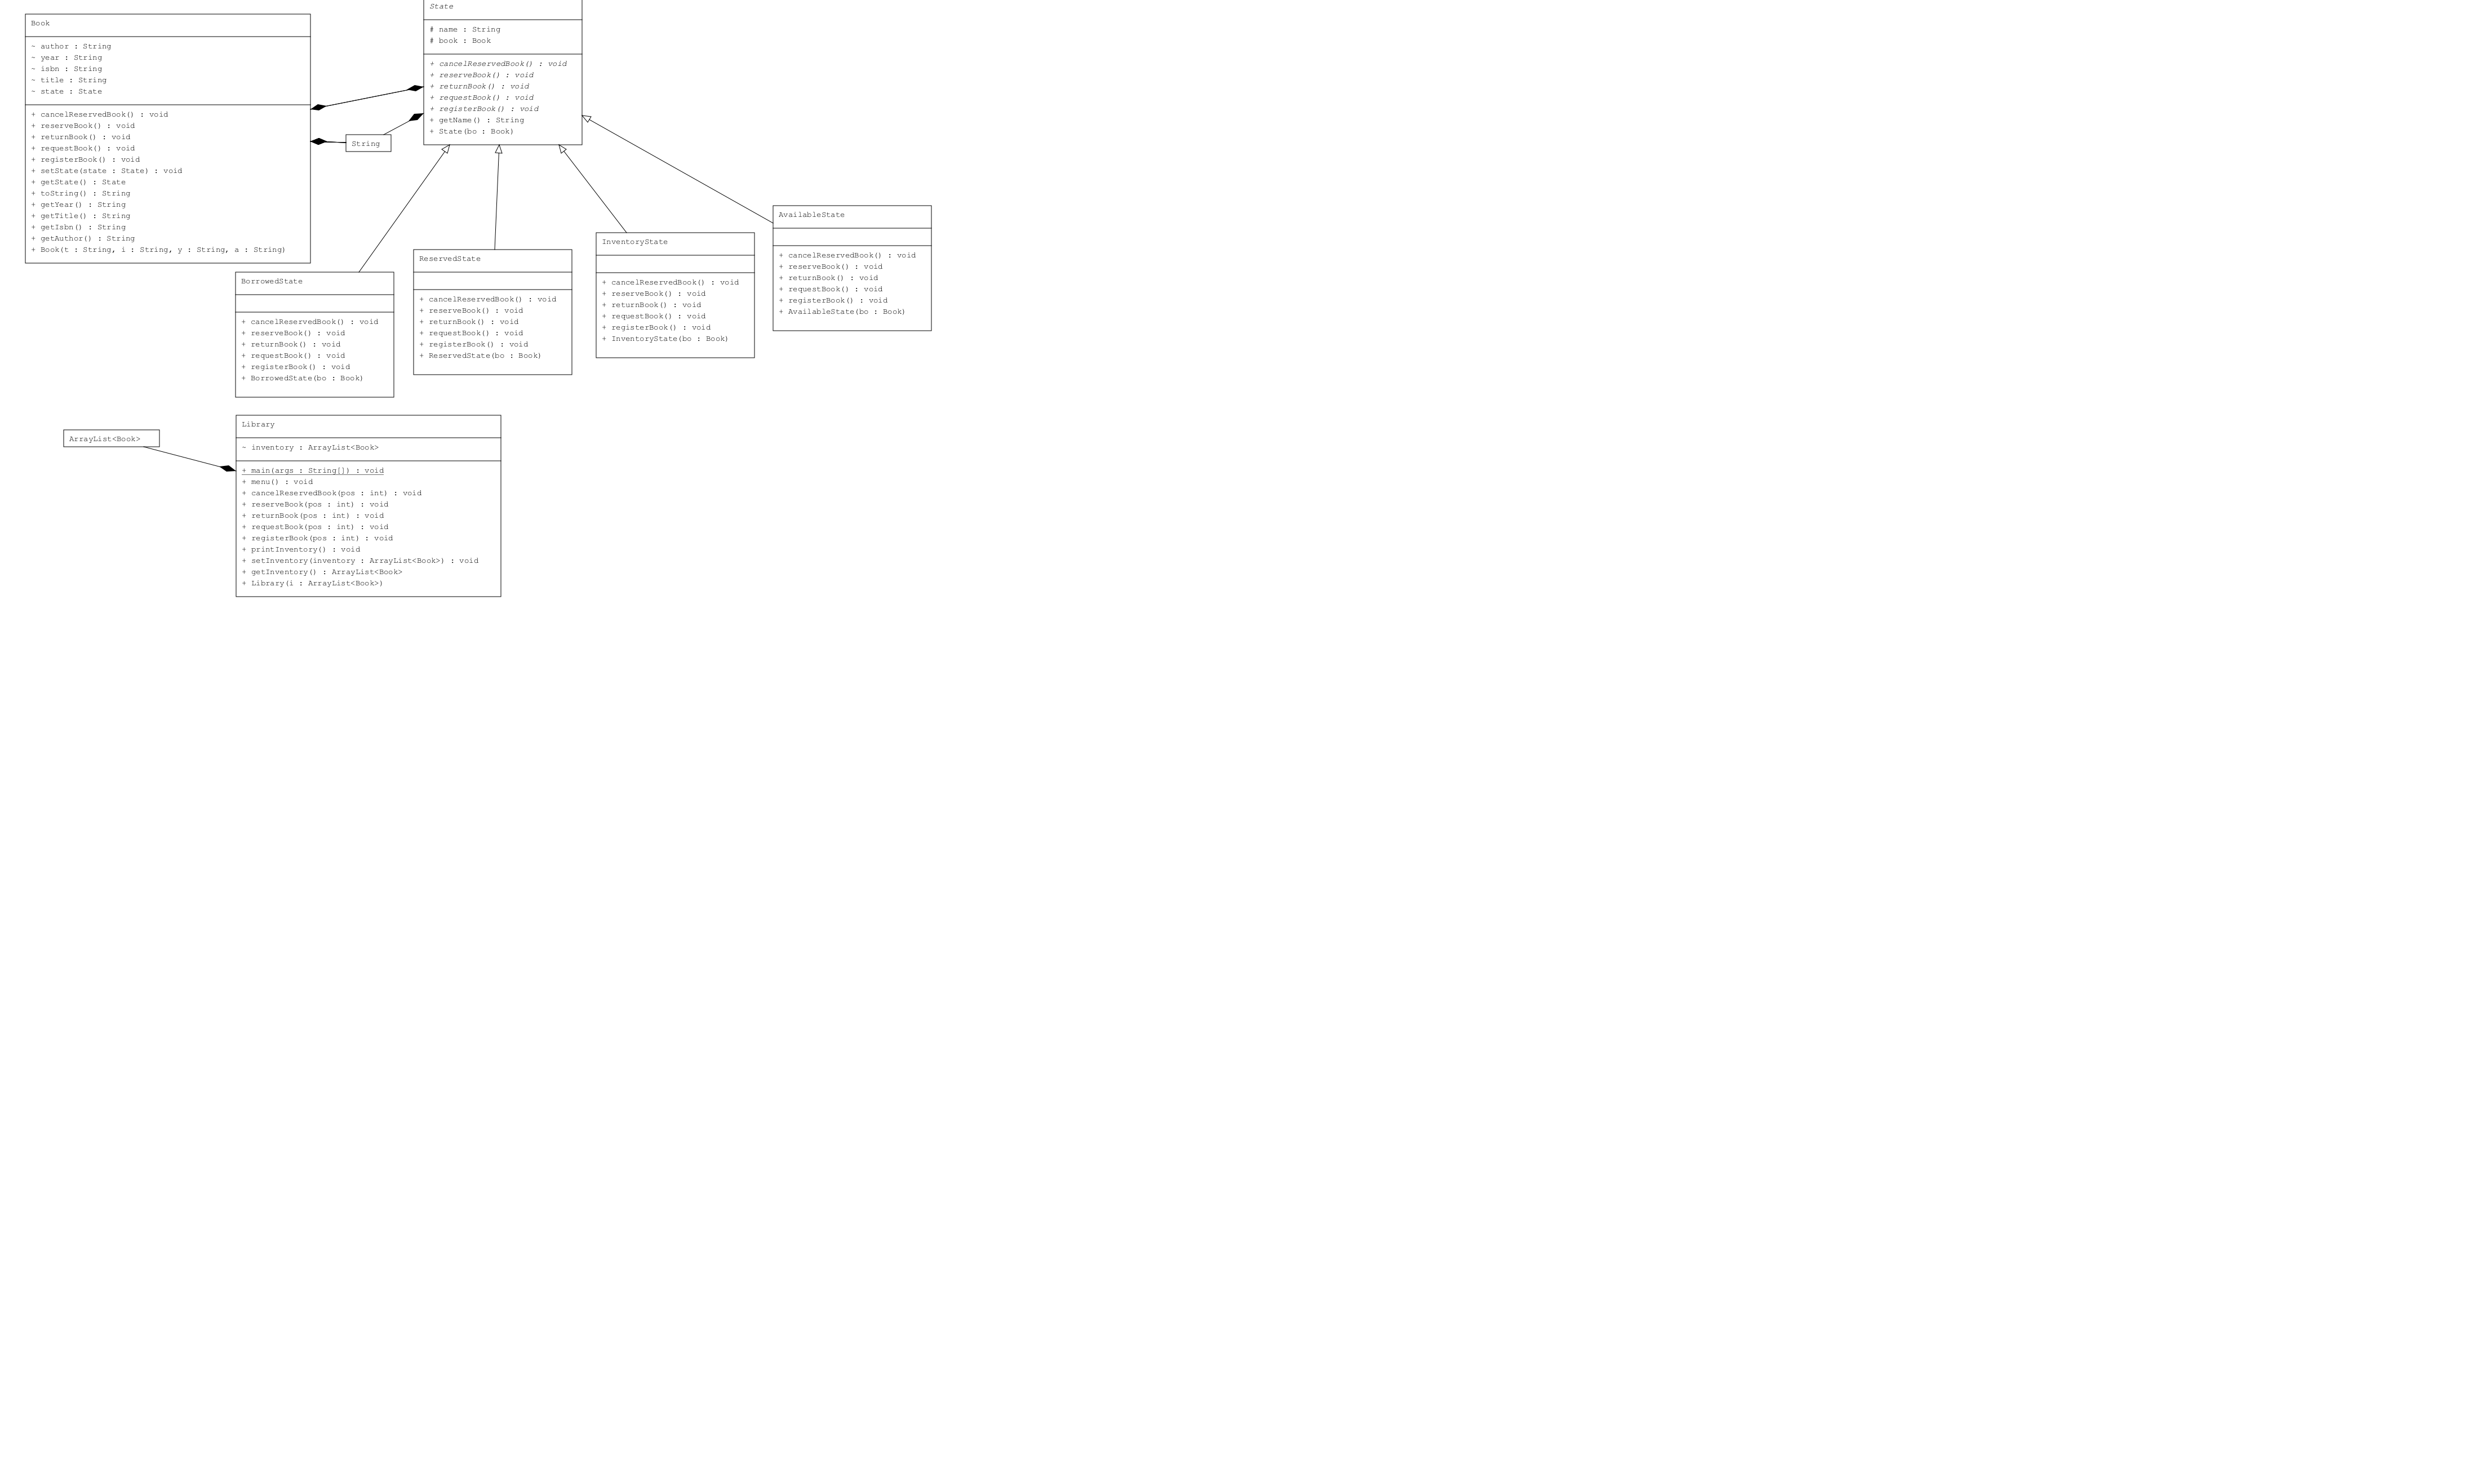 Book
~ author : String
~ year : String
~ isbn : String
~ title : String
~ state : State
+ cancelReservedBook() : void
+ reserveBook() : void
+ returnBook() : void
+ requestBook() : void
+ registerBook() : void
+ setState(state : State) : void
+ getState() : State
+ toString() : String
+ getYear() : String
+ getTitle() : String
+ getIsbn() : String
+ getAuthor() : String
+ Book(t : String, i : String, y : String, a : String)
State
# name : String
# book : Book
+ cancelReservedBook() : void
+ reserveBook() : void
+ returnBook() : void
+ requestBook() : void
+ registerBook() : void
+ getName() : String
+ State(bo : Book)
String
BorrowedState
+ cancelReservedBook() : void
+ reserveBook() : void
+ returnBook() : void
+ requestBook() : void
+ registerBook() : void
+ BorrowedState(bo : Book)
ReservedState
+ cancelReservedBook() : void
+ reserveBook() : void
+ returnBook() : void
+ requestBook() : void
+ registerBook() : void
+ ReservedState(bo : Book)
InventoryState
+ cancelReservedBook() : void
+ reserveBook() : void
+ returnBook() : void
+ requestBook() : void
+ registerBook() : void
+ InventoryState(bo : Book)
AvailableState
+ cancelReservedBook() : void
+ reserveBook() : void
+ returnBook() : void
+ requestBook() : void
+ registerBook() : void
+ AvailableState(bo : Book)
ArrayList<Book>
Library
~ inventory : ArrayList<Book>
+ main(args : String[]) : void
+ menu() : void
+ cancelReservedBook(pos : int) : void
+ reserveBook(pos : int) : void
+ returnBook(pos : int) : void
+ requestBook(pos : int) : void
+ registerBook(pos : int) : void
+ printInventory() : void
+ setInventory(inventory : ArrayList<Book>) : void
+ getInventory() : ArrayList<Book>
+ Library(i : ArrayList<Book>)